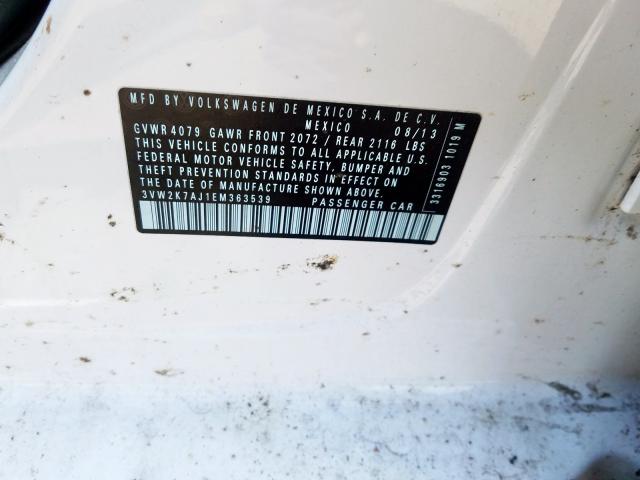 MFD BY VOLKSWAGEN DE MEXICO S.A. DE C.V.
MEXICO 08/13
GVWR 4079 GAWR FRONT 2072 / REAR 2116 LBS
THIS VEHICLE CONFORMS TO ALL APPLICABLE U.S.
FEDERAL MOTOR VEHICLE SAFETY, BUMPER AND
THEFT PREVENTION STANDARDS IN EFFECT ON
THE DATE OF MANUFACTURE SHOWN ABOVE.
3VW2K7AJ1EM363539 PASSENGER CAR
3316903 1019 M